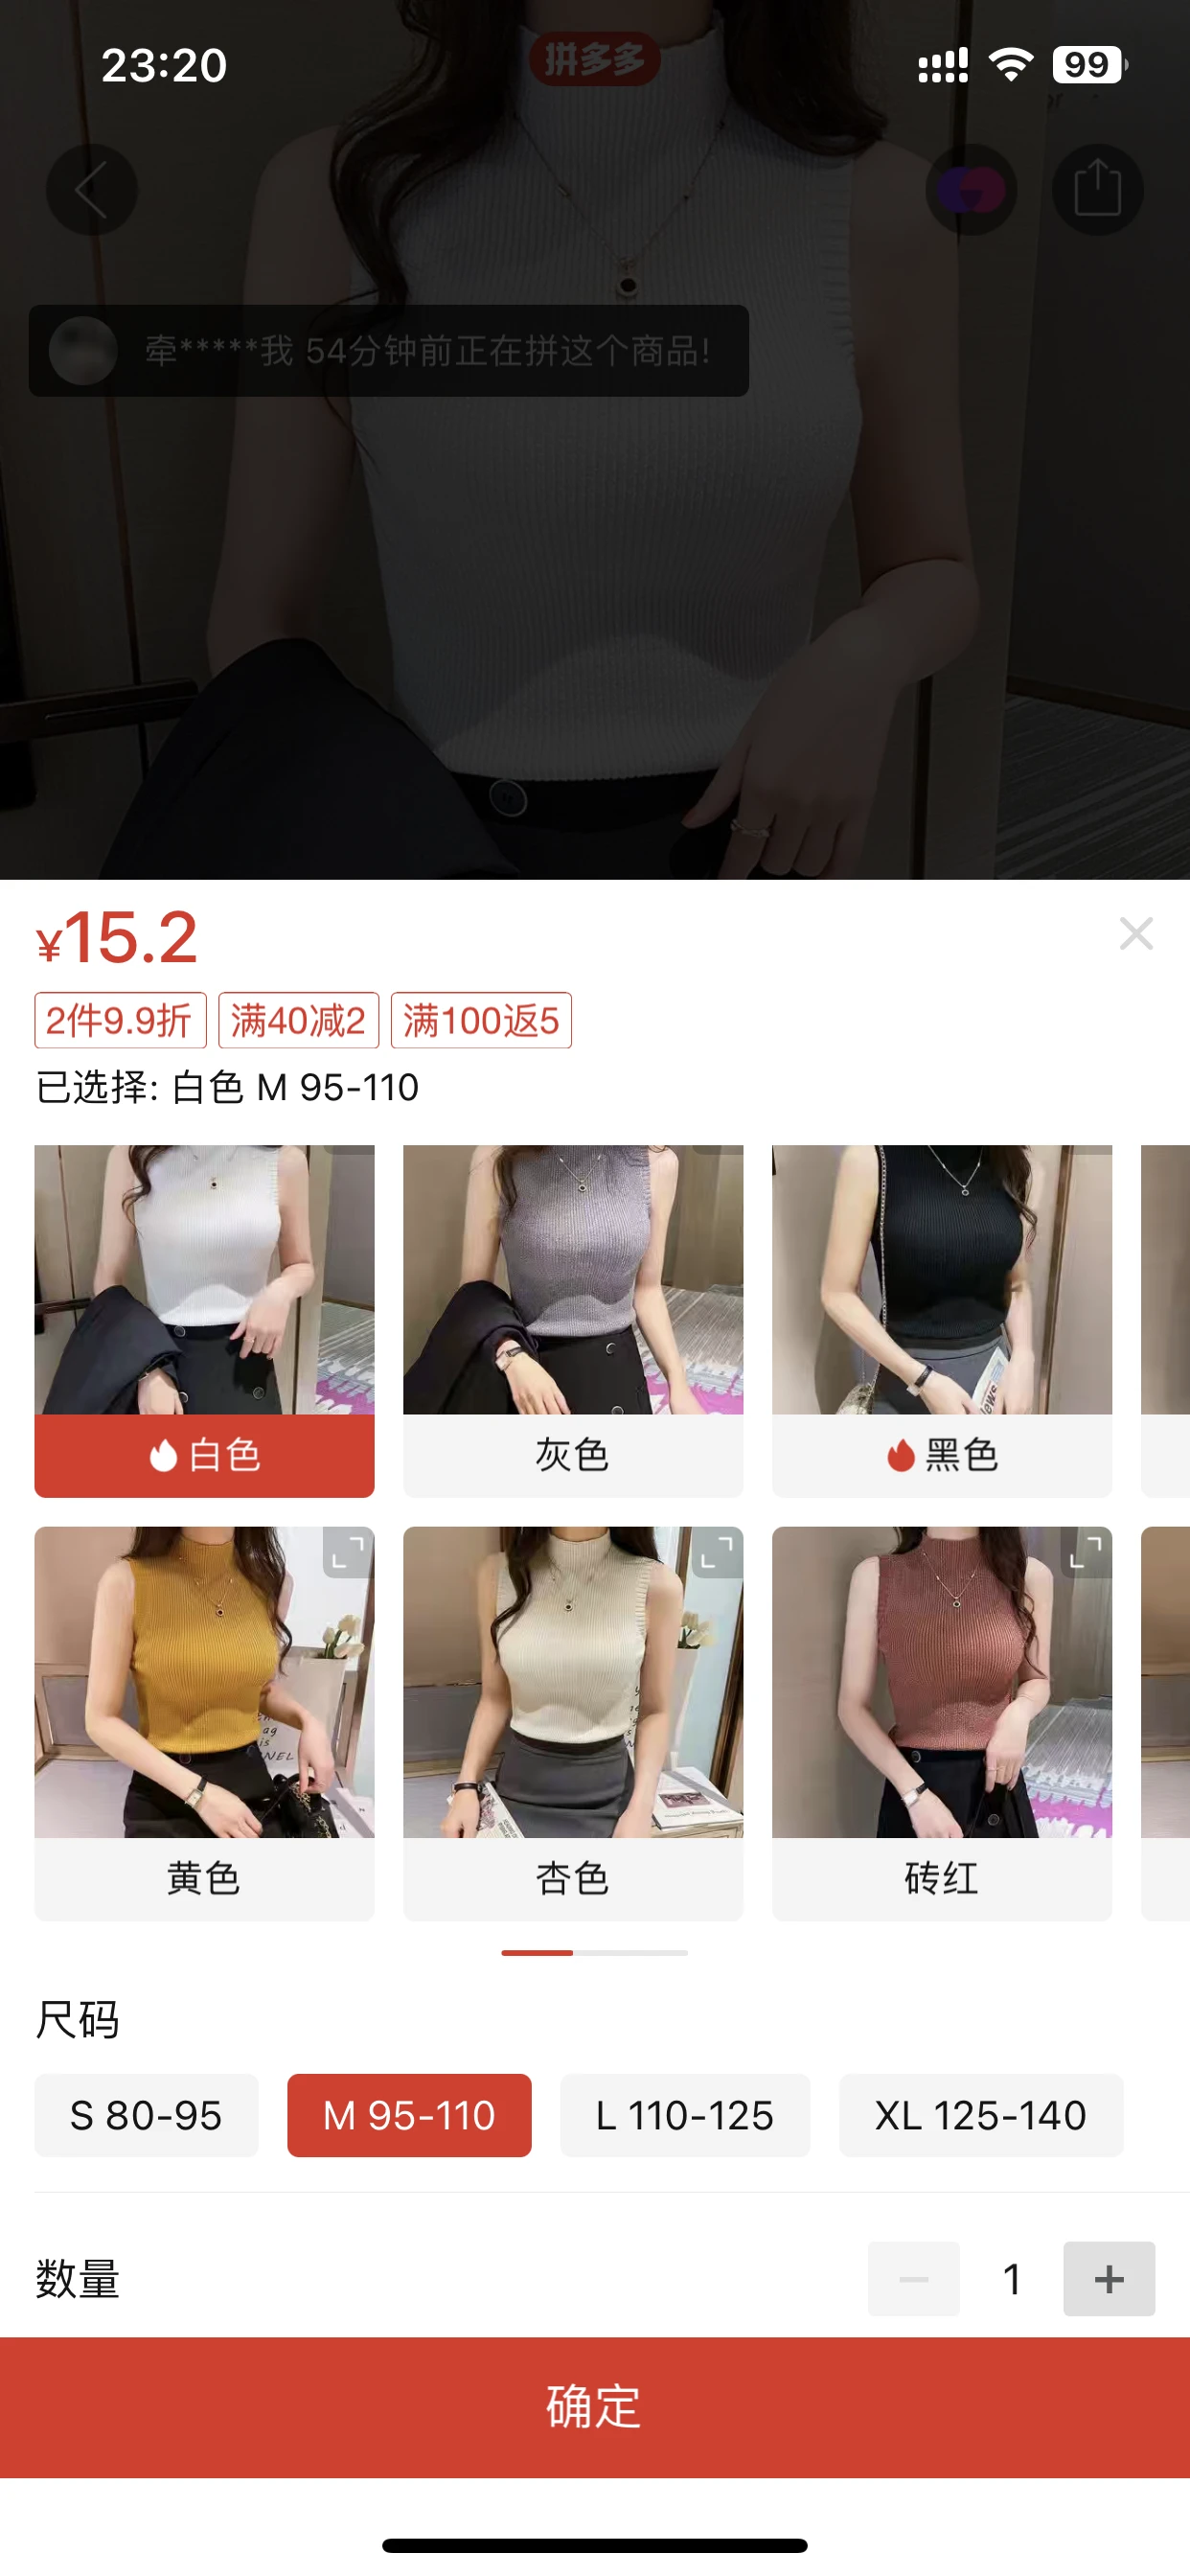 23:20
拼多多
99
牵*****我 54分钟前正在拼这个商品!
¥15.2
2件9.9折 满40减2 满100返5
已选择: 白色 M 95-110
白色 灰色 黑色
黄色 杏色 砖红
尺码
S 80-95 M 95-110 L 110-125 XL 125-140
数量
1
确定